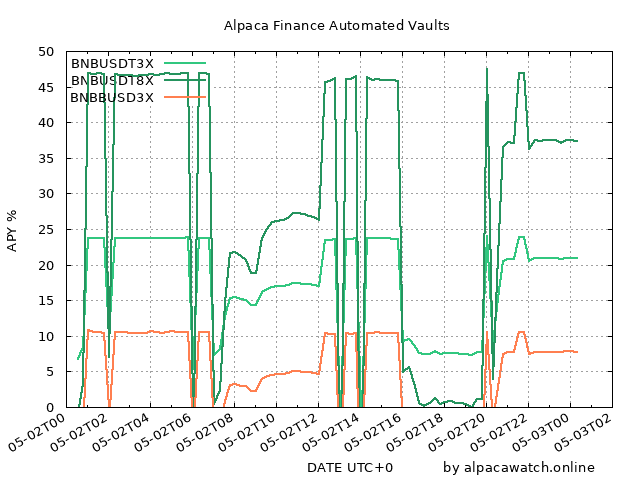 Alpaca Finance Automated Vaults
50
45
40
35
30
25
20
15
10
5
0
APY %
BNBUSDT3X
BNBUSDT8X
BNBBUSD3X
05-02T00
05-02T02
05-02T04
05-02T06
05-02T08
05-02T10
05-02T12
05-02T14
05-02T16
05-02T18
05-02T20
05-02T22
05-03T00
05-03T02
DATE UTC+0
by alpacawatch.online